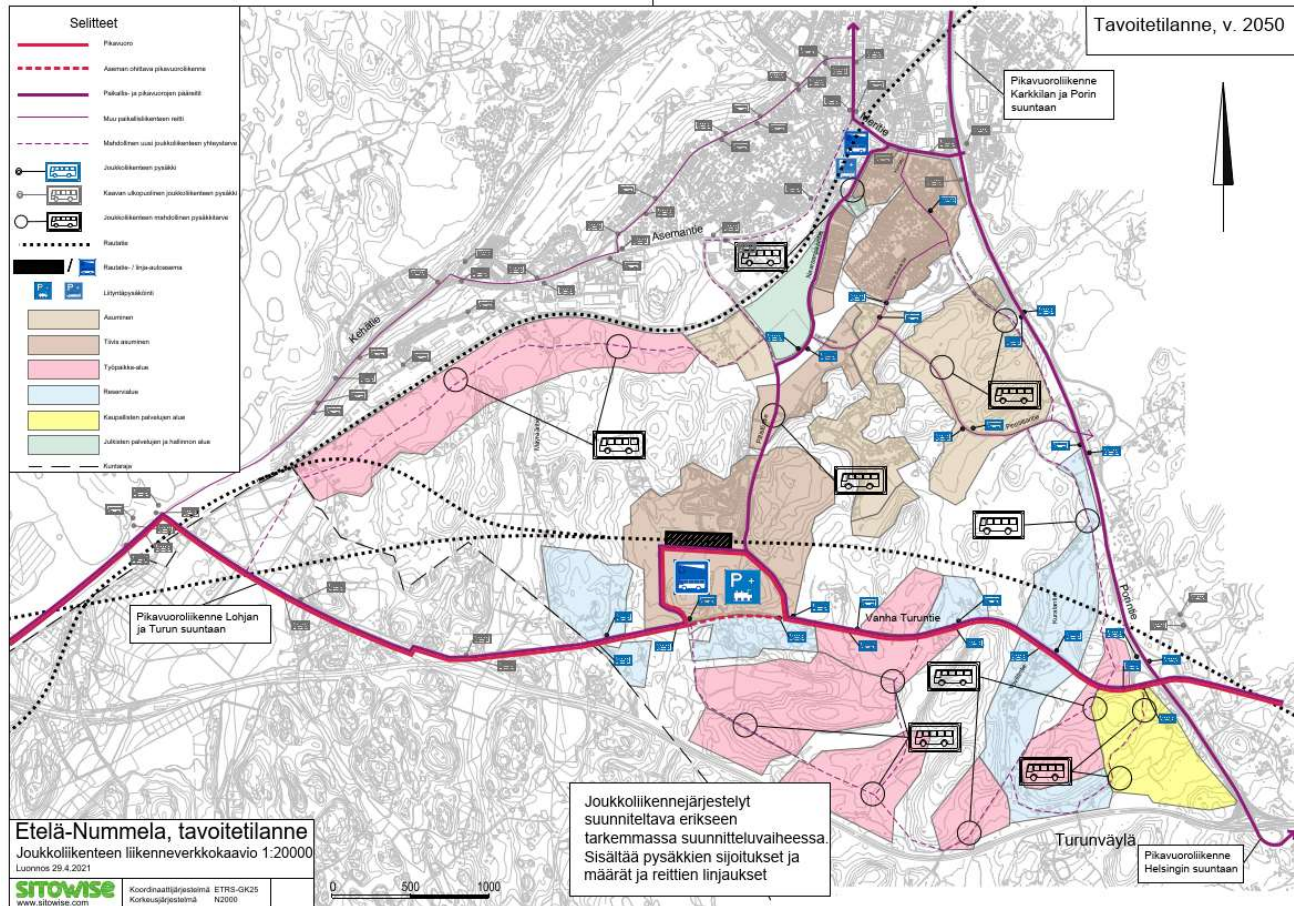 Selitteet
Pikavuoro
Aseman ohittava pikavuoroliikenne
Paikallis- ja pikavuorojen pääreitti
Muu paikallisliikenteen reitti
Mahdollinen uusi joukkoliikenteen yhteystarve
Joukkoliikenteen pysäkki
Kaavan ulkopuolinen joukkoliikenteen pysäkki
Joukkoliikenteen mahdollinen pysäkkitarve
Rautatie
/
Rautatie- / linja-autoasema
P P
Liityntäpysäköinti
Asuminen
Tiivis asuminen
Työpaikka-alue
Reservialue
Kaupallisten palvelujen alue
Julkisten palvelujen ja hallinnon alue
Kuntaraja
Tavoitetilanne, v. 2050
Pikavuoroliikenne
Karkkilan ja Porin
suuntaan
Meritie
Asemantie
Kehätie
Pikavuoroliikenne Lohjan
ja Turun suuntaan
P +
Vanha Turuntie
Porintie
Turunväylä
Pikavuoroliikenne
Helsingin suuntaan
Joukkoliikennejärjestelyt
suunniteltava erikseen
tarkemmassa suunnitteluvaiheessa.
Sisältää pysäkkien sijoitukset ja
määrät ja reittien linjaukset
Etelä-Nummela, tavoitetilanne
Joukkoliikenteen liikenneverkkokaavio 1:20000
Luonnos 29.4.2021
SITOWISE
www.sitowise.com
Koordinaattijärjestelmä ETRS-GK25
Korkeusjärjestelmä N2000
0 500 1000